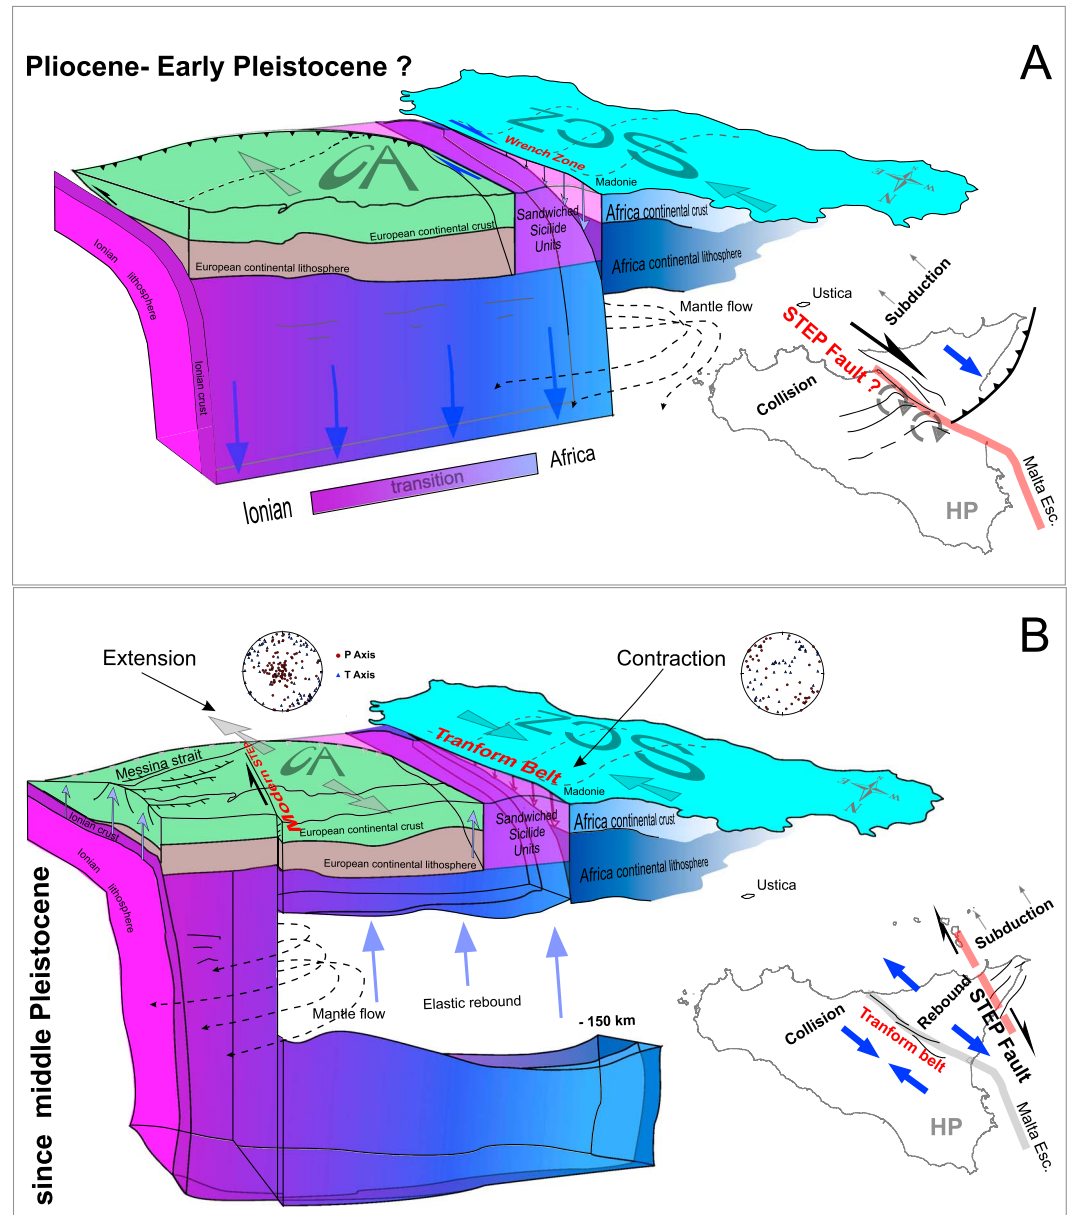 A
Pliocene- Early Pleistocene ?
SCZ
Wrench Zone
CA
Madonie
W
S
E
N
Sandwiched
Sicilide
Units
Africa continental crust
European continental crust
Africa continental lithosphere
European continental lithosphere
Ionian lithosphere
Ionian crust
Mantle flow
Ustica
Subduction
STEP Fault ?
Collision
Malta Esc.
HP
Africa
transition
Ionian
B
Extension
P Axis
T Axis
Contraction
SCZ
Tranform Belt
CA
Modern STEP
Messina strait
Madonie
W
S
E
N
Ionian crust
European continental crust
Sandwiched
Sicilide
Units
Africa continental crust
European continental lithosphere
Africa continental lithosphere
Ionian lithosphere
Ustica
Subduction
Elastic rebound
Mantle flow
- 150 km
Collision
Rebound
STEP Fault
Tranform belt
Malta Esc.
HP
since middle Pleistocene